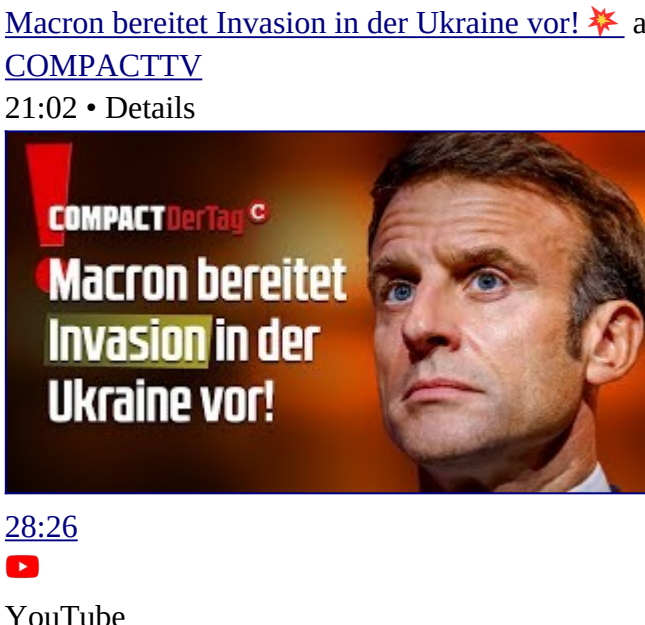 Macron bereitet Invasion in der Ukraine vor! 💥 a
COMPACTTV
21:02 • Details
COMPACT DerTag C
Macron bereitet
Invasion in der
Ukraine vor!
28:26
YouTube